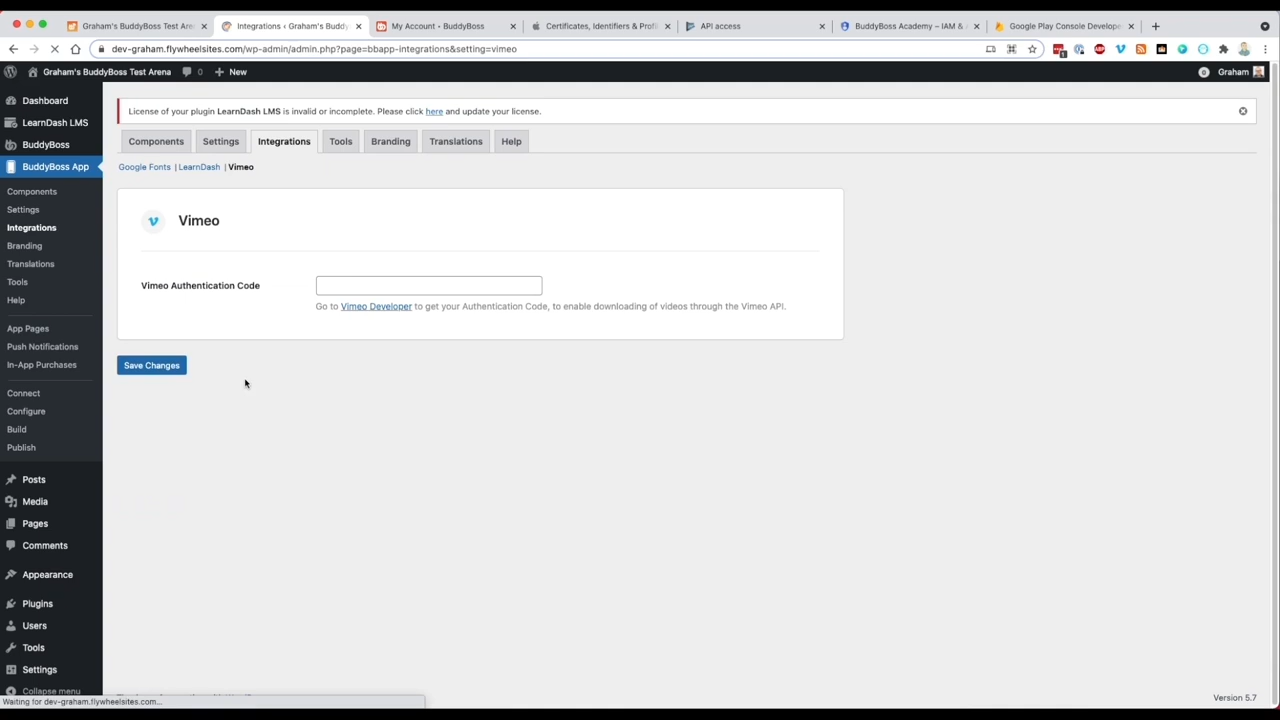 Graham's BuddyBoss Test Aren
Integrations ‹ Graham's Buddy
My Account - BuddyBoss
Certificates, Identifiers & Profi
API access
BuddyBoss Academy – IAM & A
Google Play Console Develope
dev-graham.flywheelsites.com/wp-admin/admin.php?page=bbapp-integrations&setting=vimeo
Graham's BuddyBoss Test Arena
0
New
0
Graham
Dashboard
LearnDash LMS
BuddyBoss
BuddyBoss App
Components
Settings
Integrations
Branding
Translations
Tools
Help
App Pages
Push Notifications
In-App Purchases
Connect
Configure
Build
Publish
Posts
Media
Pages
Comments
Appearance
Plugins
Users
Tools
Settings
Collapse menu
License of your plugin LearnDash LMS is invalid or incomplete. Please click here and update your license.
Components
Settings
Integrations
Tools
Branding
Translations
Help
Google Fonts | LearnDash | Vimeo
Vimeo
Vimeo Authentication Code
Go to Vimeo Developer to get your Authentication Code, to enable downloading of videos through the Vimeo API.
Save Changes
Version 5.7
Waiting for dev-graham.flywheelsites.com...